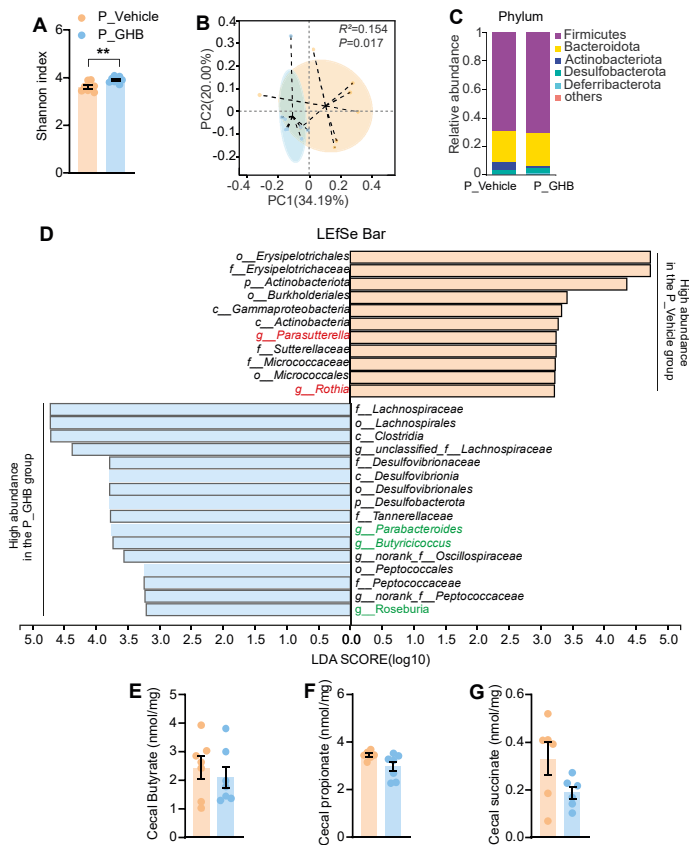 P_Vehicle
P_GHB
A
**
Shannon index
6
4
2
0
B
R²=0.154
P=0.017
PC2(20.00%)
0.4
0.3
0.2
0.1
0
-0.1
-0.2
-0.4
-0.2
0
0.2
0.4
PC1(34.19%)
C
Phylum
Relative abundance
1
0.8
0.6
0.4
0.2
0
P_Vehicle
P_GHB
Firmicutes
Bacteroidota
Actinobacteriota
Desulfobacterota
Deferribacterota
others
D
LEfSe Bar
o__Erysipelotrichales
f__Erysipelotrichaceae
p__Actinobacteriota
o__Burkholderiales
c__Gammaproteobacteria
c__Actinobacteria
g__Parasutterella
f__Sutterellaceae
f__Micrococcaceae
o__Micrococcales
g__Rothia
High abundance
in the P_Vehicle group
High abundance
in the P_GHB group
f__Lachnospiraceae
o__Lachnospirales
c__Clostridia
g__unclassified_f__Lachnospiraceae
f__Desulfovibrionaceae
c__Desulfovibrionia
o__Desulfovibrionales
p__Desulfobacterota
f__Tannerellaceae
g__Parabacteroides
g__Butyricicoccus
g__norank_f__Oscillospiraceae
o__Peptococcales
f__Peptococcaceae
g__norank_f__Peptococcaceae
g__Roseburia
5.0 4.5 4.0 3.5 3.0 2.5 2.0 1.5 1.0 0.5 0.0 0.5 1.0 1.5 2.0 2.5 3.0 3.5 4.0 4.5 5.0
LDA SCORE(log10)
E
Cecal Butyrate (nmol/mg)
5
4
3
2
1
0
F
Cecal propionate (nmol/mg)
6
4
2
0
G
Cecal succinate (nmol/mg)
0.6
0.4
0.2
0.0